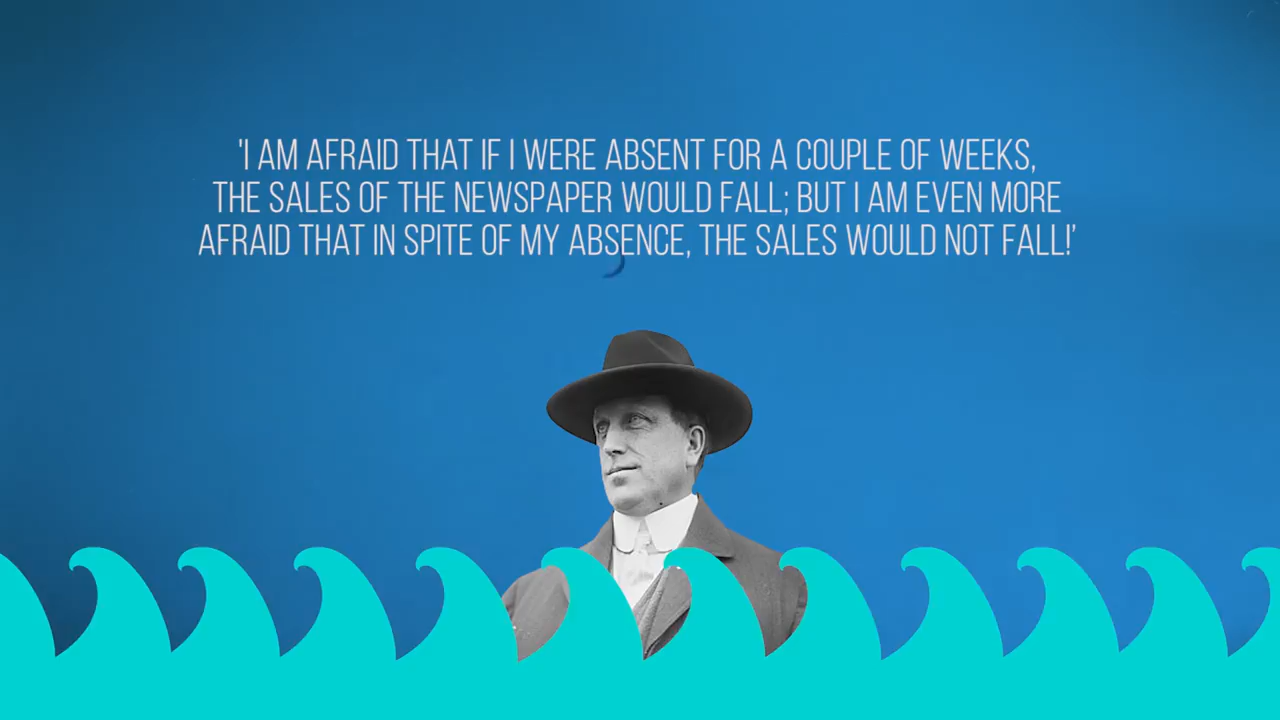 'I AM AFRAID THAT IF I WERE ABSENT FOR A COUPLE OF WEEKS,
THE SALES OF THE NEWSPAPER WOULD FALL; BUT I AM EVEN MORE
AFRAID THAT IN SPITE OF MY ABSENCE, THE SALES WOULD NOT FALL!'